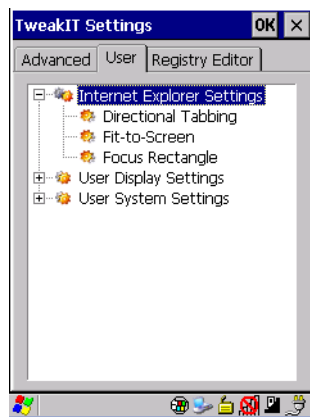 TweakIT Settings OK
Advanced User Registry Editor
Internet Explorer Settings
Directional Tabbing
Fit-to-Screen
Focus Rectangle
User Display Settings
User System Settings